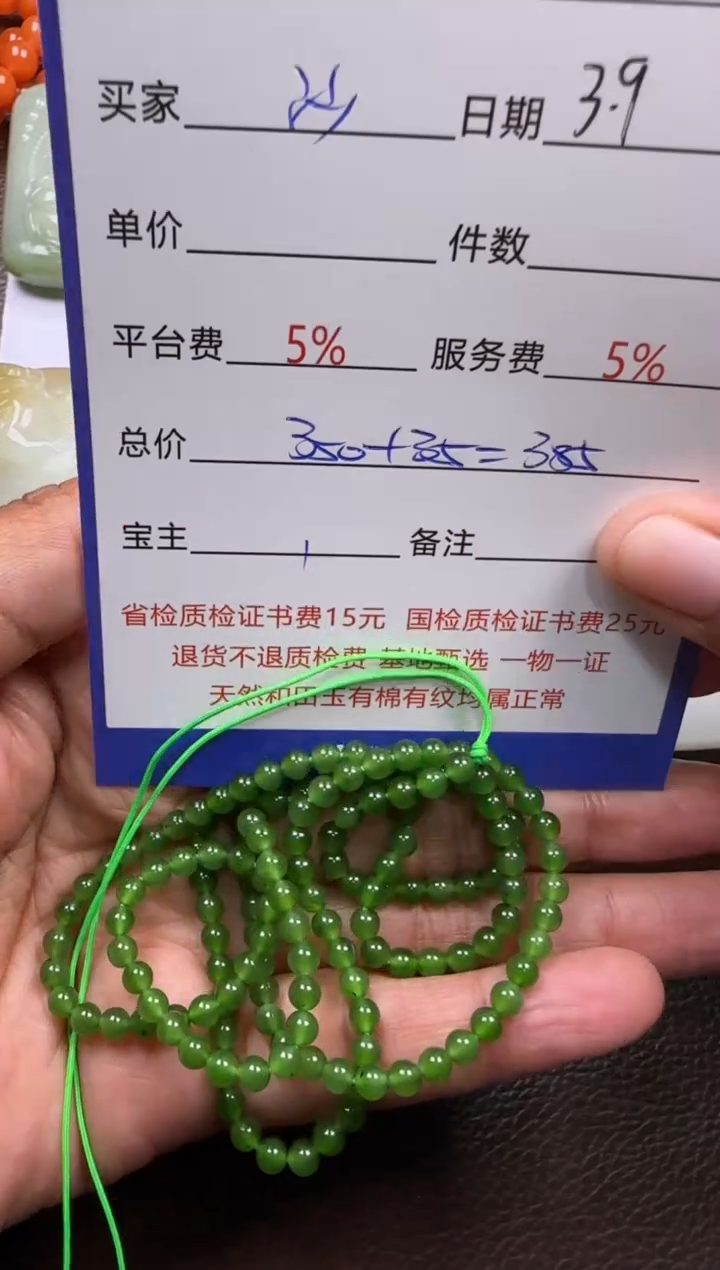 买家 日期 3.9
单价 件数
平台费 5% 服务费 5%
总价 350+35=385
宝主 备注
省检质检证书费15元 国检质检证书费25元
退货不退质检费 基地甄选 一物一证
天然和田玉有棉有纹均属正常